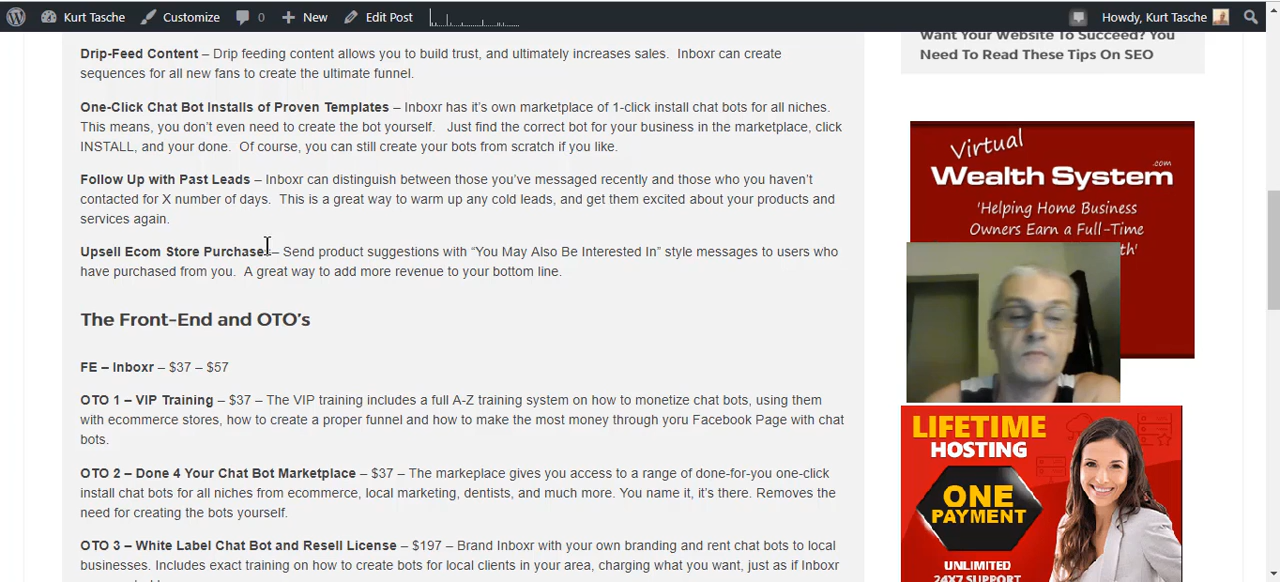 Kurt Tasche
Customize
0
New
Edit Post
Howdy, Kurt Tasche
Drip-Feed Content – Drip feeding content allows you to build trust, and ultimately increases sales.  Inboxr can create
sequences for all new fans to create the ultimate funnel.
One-Click Chat Bot Installs of Proven Templates – Inboxr has it's own marketplace of 1-click install chat bots for all niches.
This means, you don't even need to create the bot yourself.   Just find the correct bot for your business in the marketplace, click
INSTALL, and your done.  Of course, you can still create your bots from scratch if you like.
Follow Up with Past Leads – Inboxr can distinguish between those you've messaged recently and those who you haven't
contacted for X number of days.  This is a great way to warm up any cold leads, and get them excited about your products and
services again.
Upsell Ecom Store Purchases – Send product suggestions with “You May Also Be Interested In” style messages to users who
have purchased from you.  A great way to add more revenue to your bottom line.
The Front-End and OTO's
FE – Inboxr – $37 – $57
OTO 1 – VIP Training – $37 – The VIP training includes a full A-Z training system on how to monetize chat bots, using them
with ecommerce stores, how to create a proper funnel and how to make the most money through yoru Facebook Page with chat
bots.
OTO 2 – Done 4 Your Chat Bot Marketplace – $37 – The markeplace gives you access to a range of done-for-you one-click
install chat bots for all niches from ecommerce, local marketing, dentists, and much more. You name it, it's there. Removes the
need for creating the bots yourself.
OTO 3 – White Label Chat Bot and Resell License – $197 – Brand Inboxr with your own branding and rent chat bots to local
businesses. Includes exact training on how to create bots for local clients in your area, charging what you want, just as if Inboxr
Want Your Website To Succeed? You
Need To Read These Tips On SEO
Virtual
.com
Wealth System
'Helping Home Business
Owners Earn a Full-Time
th'
LIFETIME
HOSTING
ONE
PAYMENT
UNLIMITED
24X7 SUPPORT